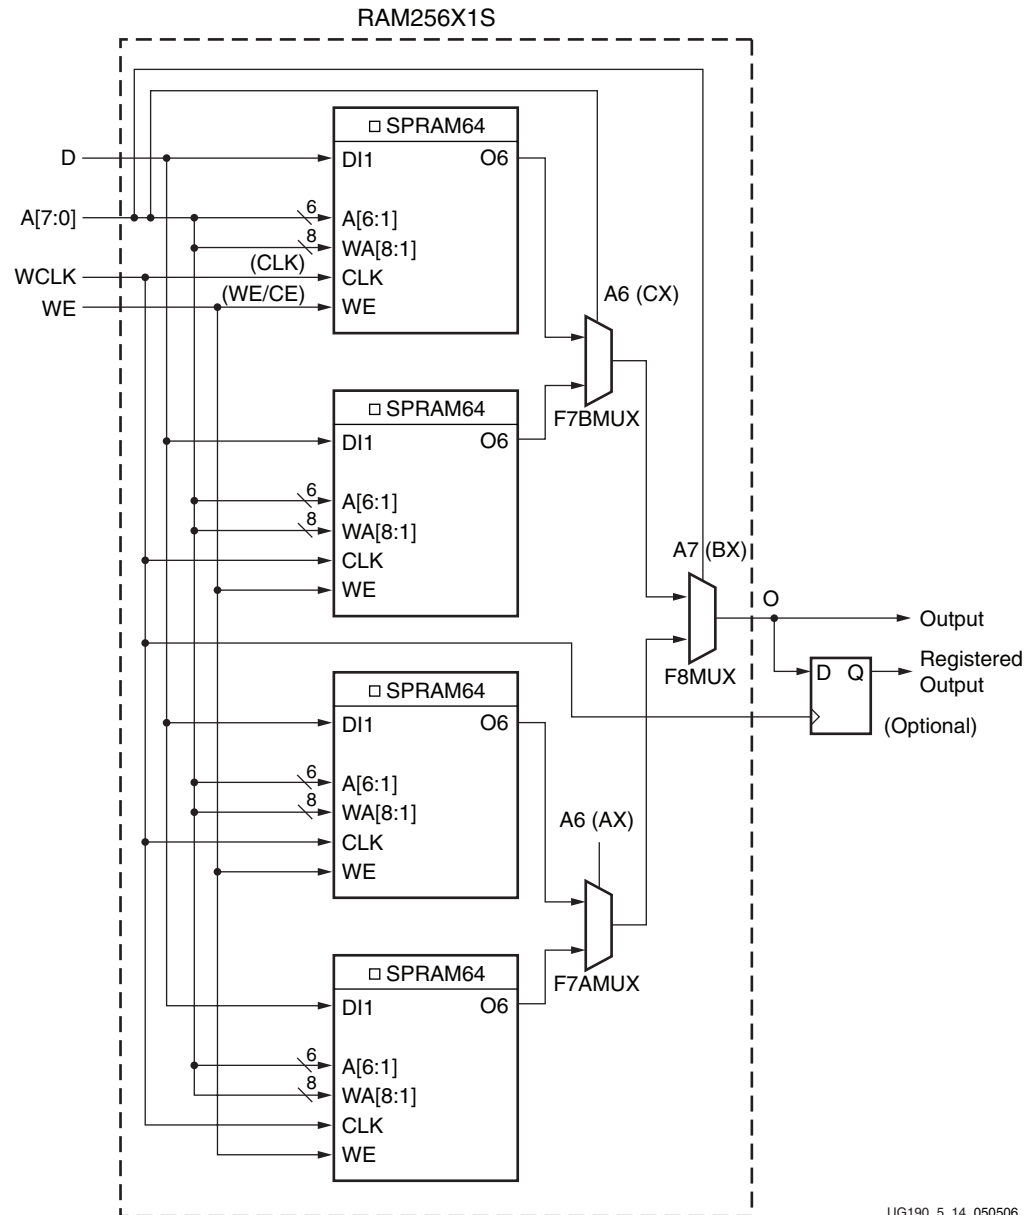 RAM256X1S
SPRAM64
D
DI1
O6
A[7:0]
6
A[6:1]
8
WA[8:1]
WCLK
(CLK)
CLK
WE
(WE/CE)
WE
A6 (CX)
F7BMUX
SPRAM64
DI1
O6
6
A[6:1]
8
WA[8:1]
CLK
WE
A7 (BX)
F8MUX
O
Output
D Q
Registered
Output
(Optional)
SPRAM64
DI1
O6
6
A[6:1]
8
WA[8:1]
CLK
WE
A6 (AX)
F7AMUX
SPRAM64
DI1
O6
6
A[6:1]
8
WA[8:1]
CLK
WE
UG190_5_14_050506